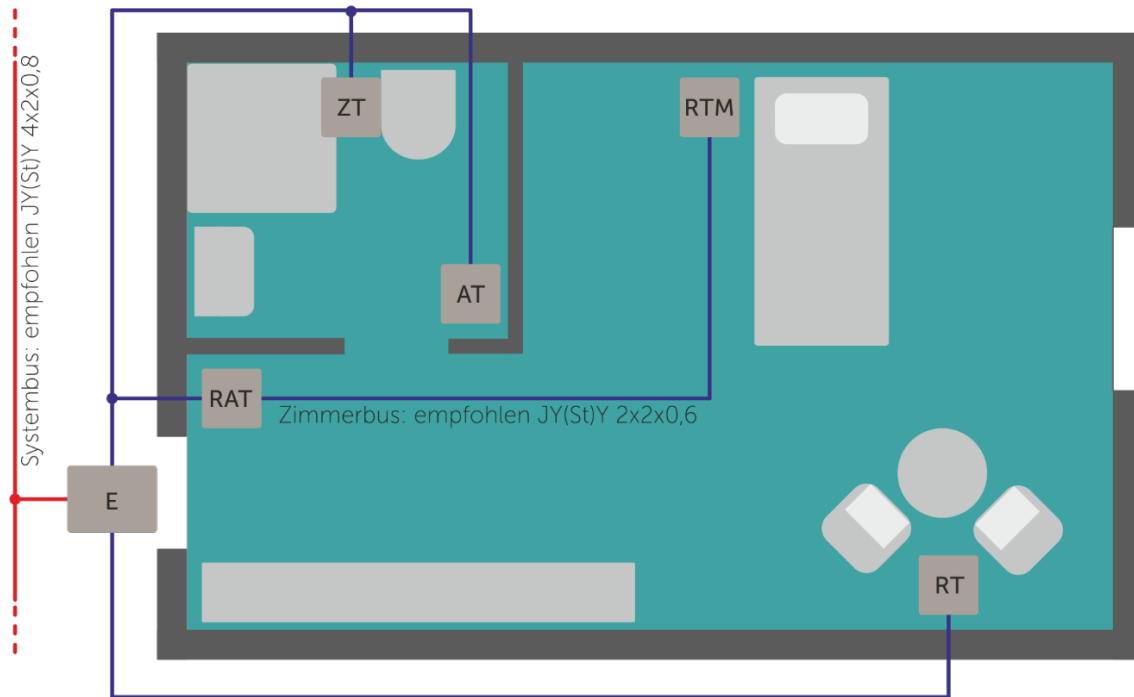 Systembus: empfohlen JY(St)Y 4x2x0,8
ZT
RTM
AT
RAT
Zimmerbus: empfohlen JY(St)Y 2x2x0,6
E
RT